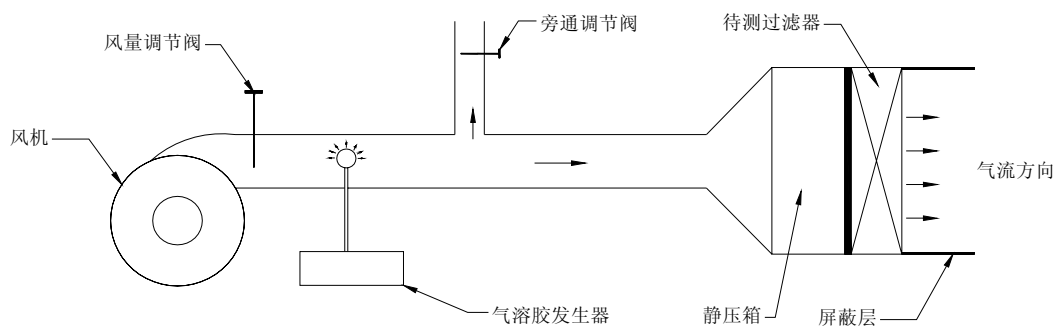 旁通调节阀
待测过滤器
风量调节阀
风机
气流方向
气溶胶发生器
静压箱
屏蔽层